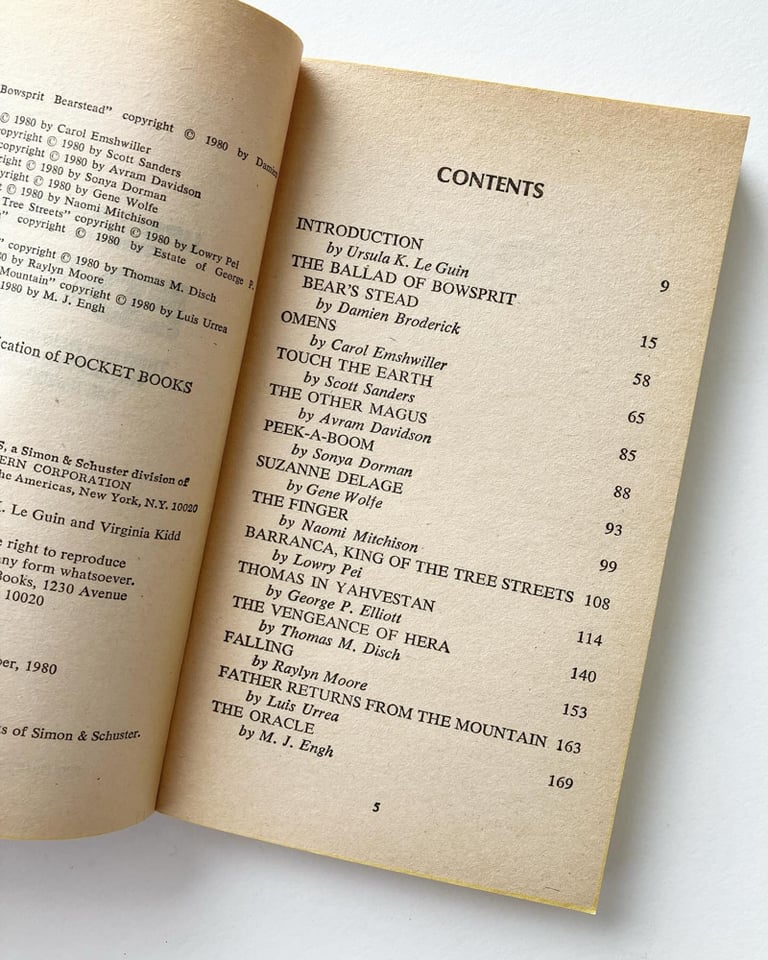 Bowsprit Bearstead" copyright © 1980 by Damien
© 1980 by Carol Emshwiller
opyright © 1980 by Scott Sanders
opyright © 1980 by Avram Davidson
right © 1980 by Sonya Dorman
© 1980 by Gene Wolfe
© 1980 by Naomi Mitchison
Tree Streets" copyright © 1980 by Lowry Pei
copyright © 1980 by Estate of George P.
" copyright © 1980 by Thomas M. Disch
by Raylyn Moore
Mountain" copyright © 1980 by Luis Urrea
1980 by M. J. Engh
ication of POCKET BOOKS
S, a Simon & Schuster division of
ERN CORPORATION
the Americas, New York, N.Y. 10020
K. Le Guin and Virginia Kidd
e right to reproduce
any form whatsoever.
Books, 1230 Avenue
10020
ber, 1980
ks of Simon & Schuster.
CONTENTS
INTRODUCTION
by Ursula K. Le Guin 9
THE BALLAD OF BOWSPRIT
BEAR'S STEAD
by Damien Broderick 15
OMENS
by Carol Emshwiller 58
TOUCH THE EARTH
by Scott Sanders 65
THE OTHER MAGUS
by Avram Davidson 85
PEEK-A-BOOM
by Sonya Dorman 88
SUZANNE DELAGE
by Gene Wolfe 93
THE FINGER
by Naomi Mitchison 99
BARRANCA, KING OF THE TREE STREETS 108
by Lowry Pei
THOMAS IN YAHVESTAN 114
by George P. Elliott
THE VENGEANCE OF HERA 140
by Thomas M. Disch
FALLING 153
by Raylyn Moore
FATHER RETURNS FROM THE MOUNTAIN 163
by Luis Urrea
THE ORACLE 169
by M. J. Engh
5